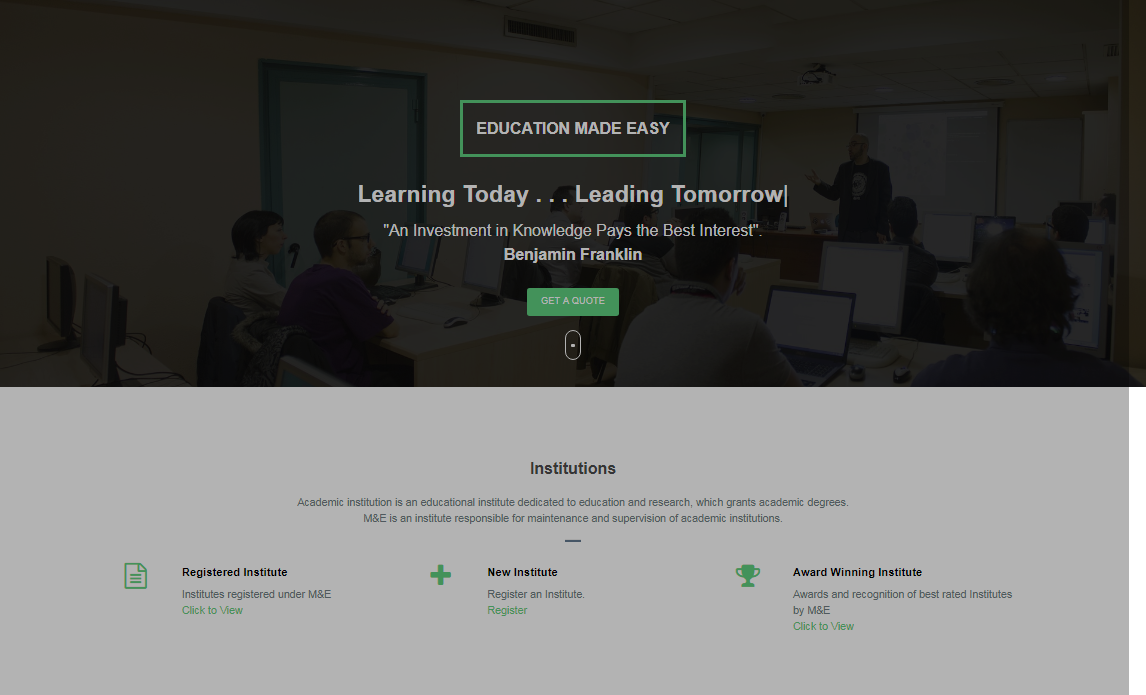 EDUCATION MADE EASY
Learning Today . . . Leading Tomorrow|
"An Investment in Knowledge Pays the Best Interest".
Benjamin Franklin
GET A QUOTE
Institutions
Academic institution is an educational institute dedicated to education and research, which grants academic degrees.
M&E is an institute responsible for maintenance and supervision of academic institutions.
Registered Institute
Institutes registered under M&E
Click to View
New Institute
Register an Institute.
Register
Award Winning Institute
Awards and recognition of best rated Institutes
by M&E
Click to View